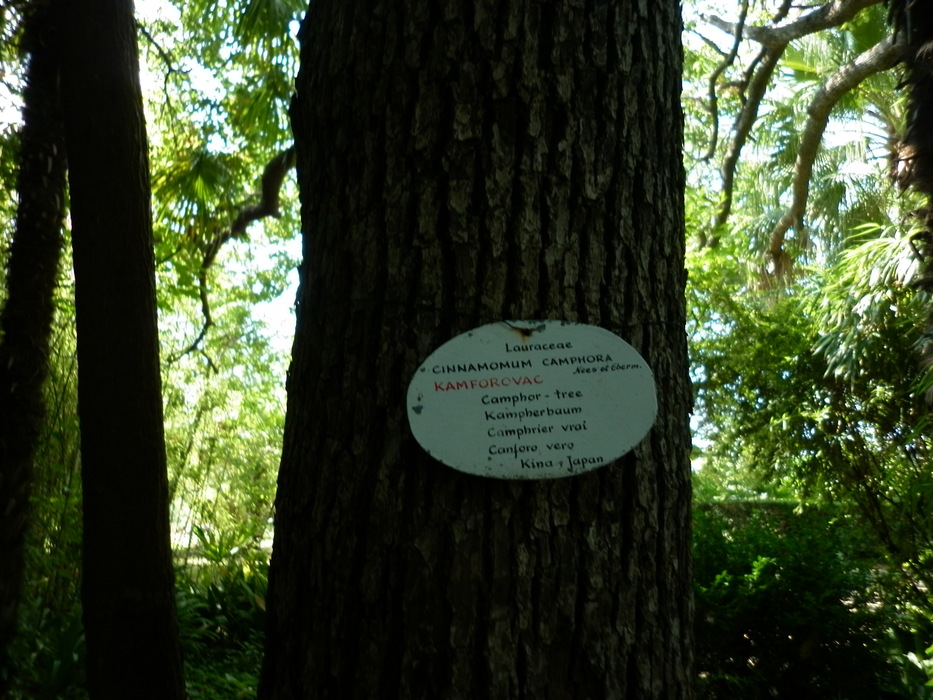 Lauraceae
CINNAMOMUM CAMPHORA
Nees et Eberm.
KAMFOROVAC
Camphor-tree
Kampherbaum
Camphrier vrai
Canforo vero
Kina, Japan